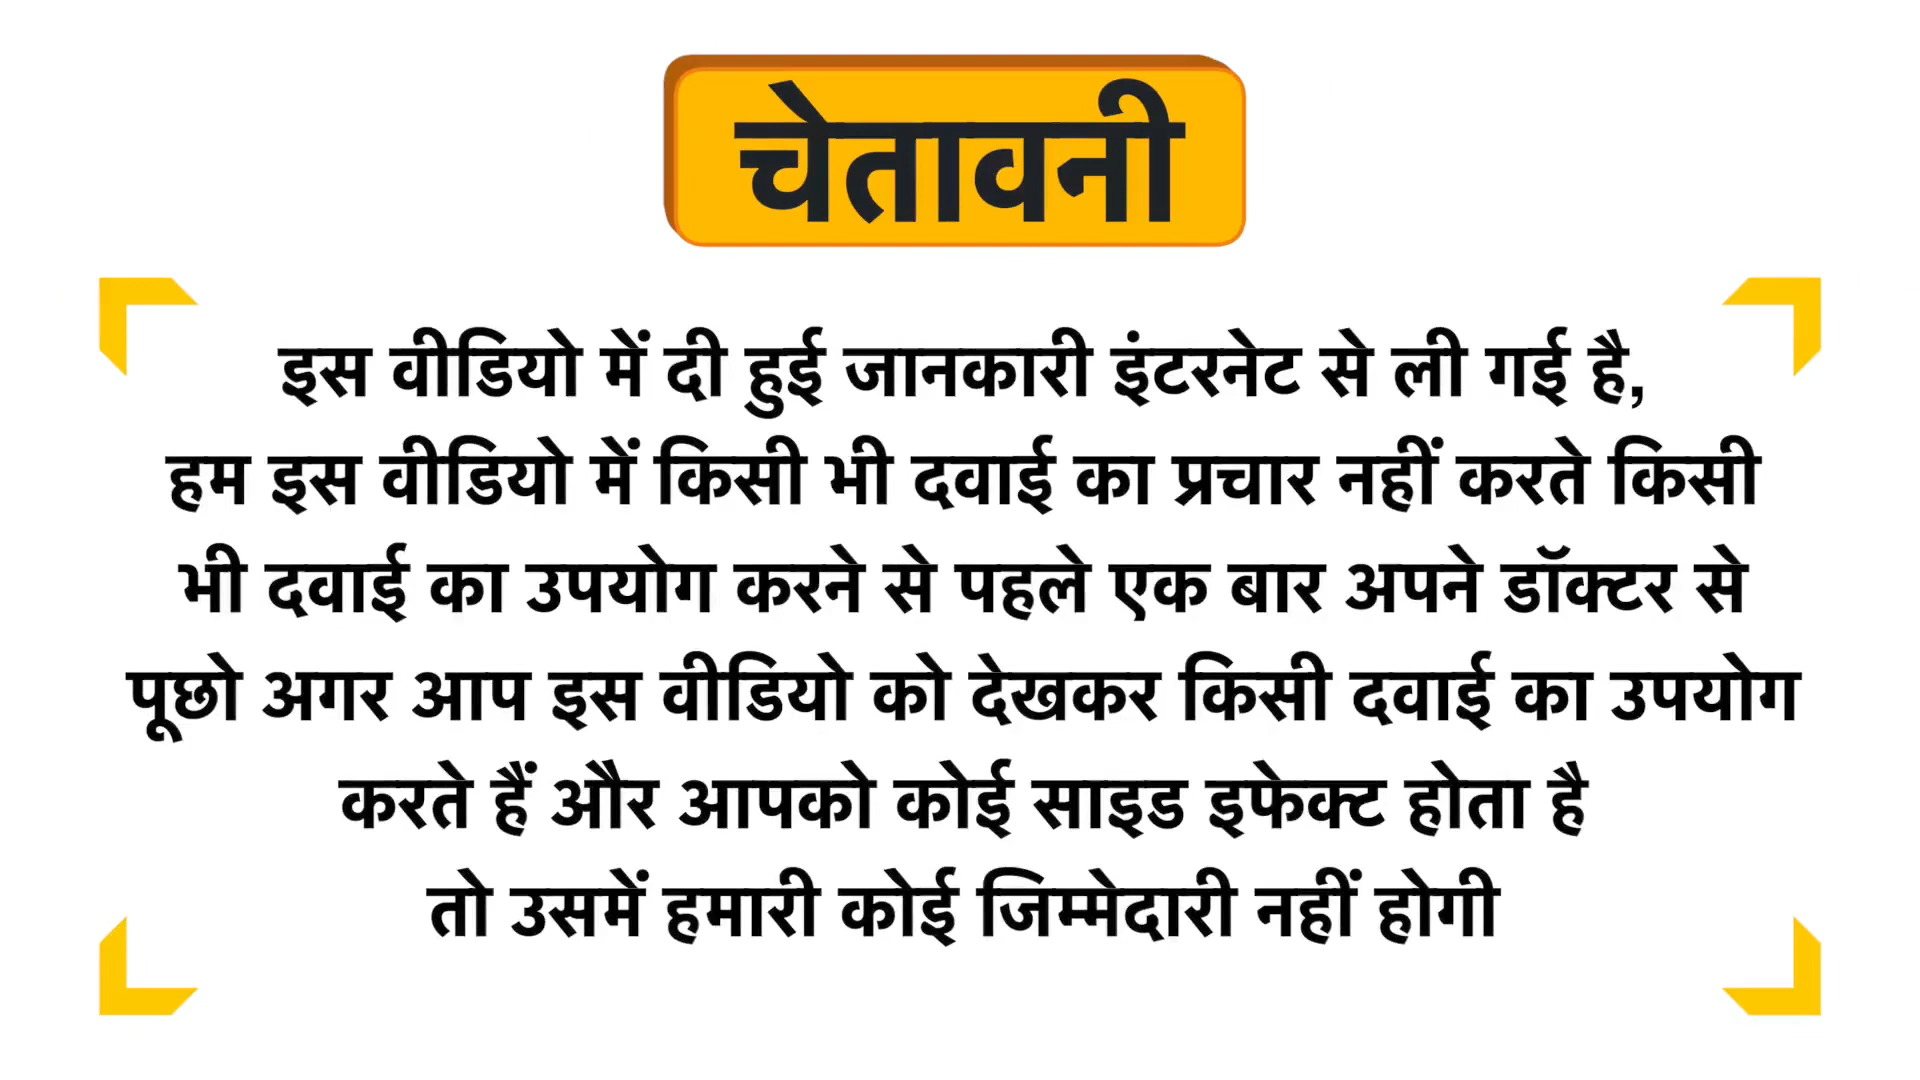 चेतावनी
इस वीडियो में दी हुई जानकारी इंटरनेट से ली गई है,
हम इस वीडियो में किसी भी दवाई का प्रचार नहीं करते किसी
भी दवाई का उपयोग करने से पहले एक बार अपने डॉक्टर से
पूछो अगर आप इस वीडियो को देखकर किसी दवाई का उपयोग
करते हैं और आपको कोई साइड इफेक्ट होता है
तो उसमें हमारी कोई जिम्मेदारी नहीं होगी